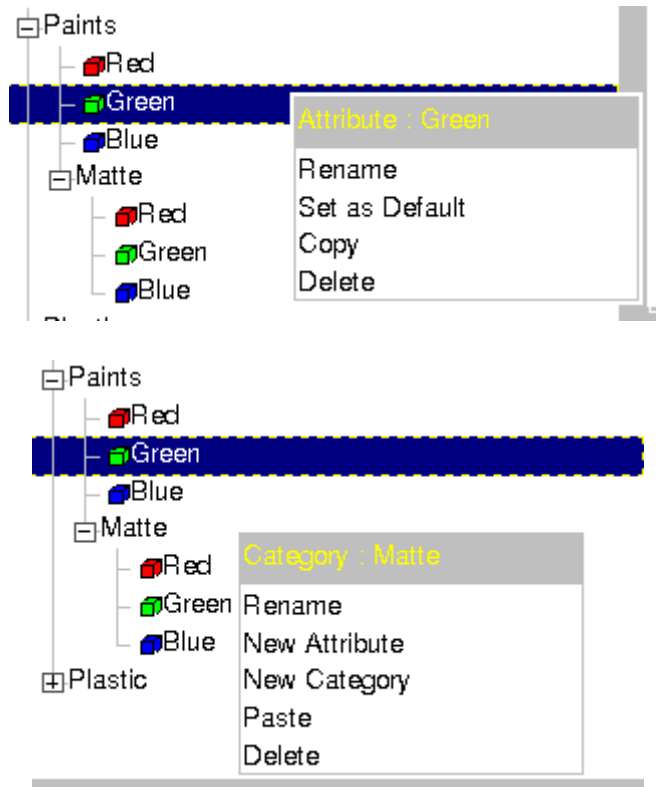 Paints
Red
Green
Attribute : Green
Blue
Rename
Matte
Set as Default
Red
Copy
Green
Delete
Blue
Paints
Red
Green
Blue
Matte
Category : Matte
Red
Green
Rename
Blue
New Attribute
Plastic
New Category
Paste
Delete